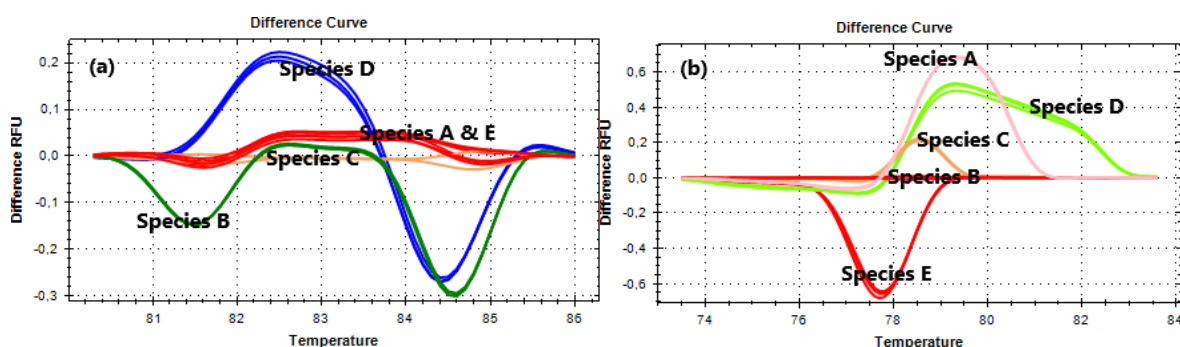 Difference Curve
(a)
Difference RFU
0,2
0,1
0,0
-0,1
-0,2
-0,3
Species D
Species A & E
Species C
Species B
81 82 83 84 85 86
Temperature
Difference Curve
(b)
Difference RFU
0,6
0,4
0,2
0,0
-0,2
-0,4
-0,6
Species A
Species D
Species C
Species B
Species E
74 76 78 80 82 84
Temperature